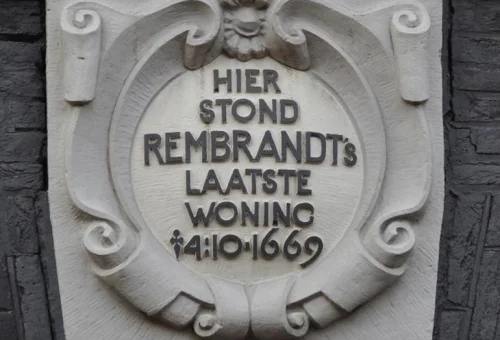 HIER
STOND
REMBRANDT's
LAATSTE
WONING
†4:10·1669